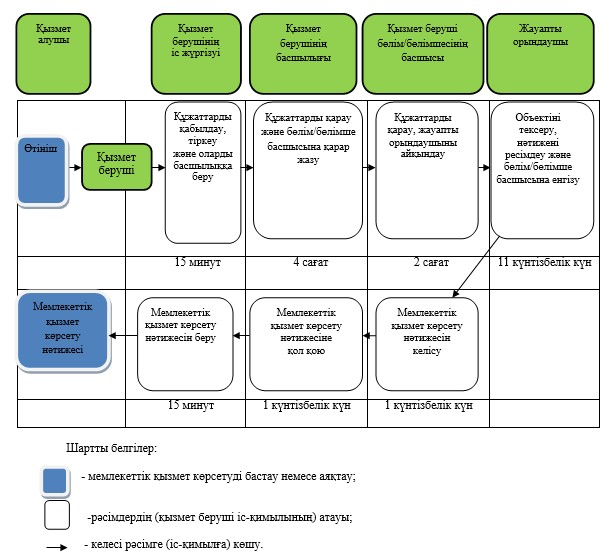 Қызмет
алушы
Қызмет
берушінің
іс жүргізуі
Қызмет
берушінің
басшылығы
Қызмет беруші
бөлім/бөлімшесінің
басшысы
Жауапты
орындаушы
Өтініш
Қызмет
беруші
Құжаттарды
қабылдау,
тіркеу
және оларды
басшылыққа
беру
Құжаттарды қарау
және бөлім/бөлімше
басшысына қарар
жазу
Құжаттарды
қарау, жауапты
орындаушыны
айқындау
Объектіні
тексеру,
нәтижені
ресімдеу және
бөлім/бөлімше
басшысына енгізу
15 минут
4 сағат
2 сағат
11 күнтізбелік күн
Мемлекеттік
қызмет
көрсету
нәтижесі
Мемлекеттік
қызмет көрсету
нәтижесін беру
Мемлекеттік
қызмет көрсету
нәтижесіне
қол қою
Мемлекеттік
қызмет көрсету
нәтижесін
келісу
15 минут
1 күнтізбелік күн
1 күнтізбелік күн
Шартты белгілер:
- мемлекеттік қызмет көрсетуді бастау немесе аяқтау;
-рәсімдердің (қызмет беруші іс-қимылының) атауы;
- келесі рәсімге (іс-қимылға) көшу.